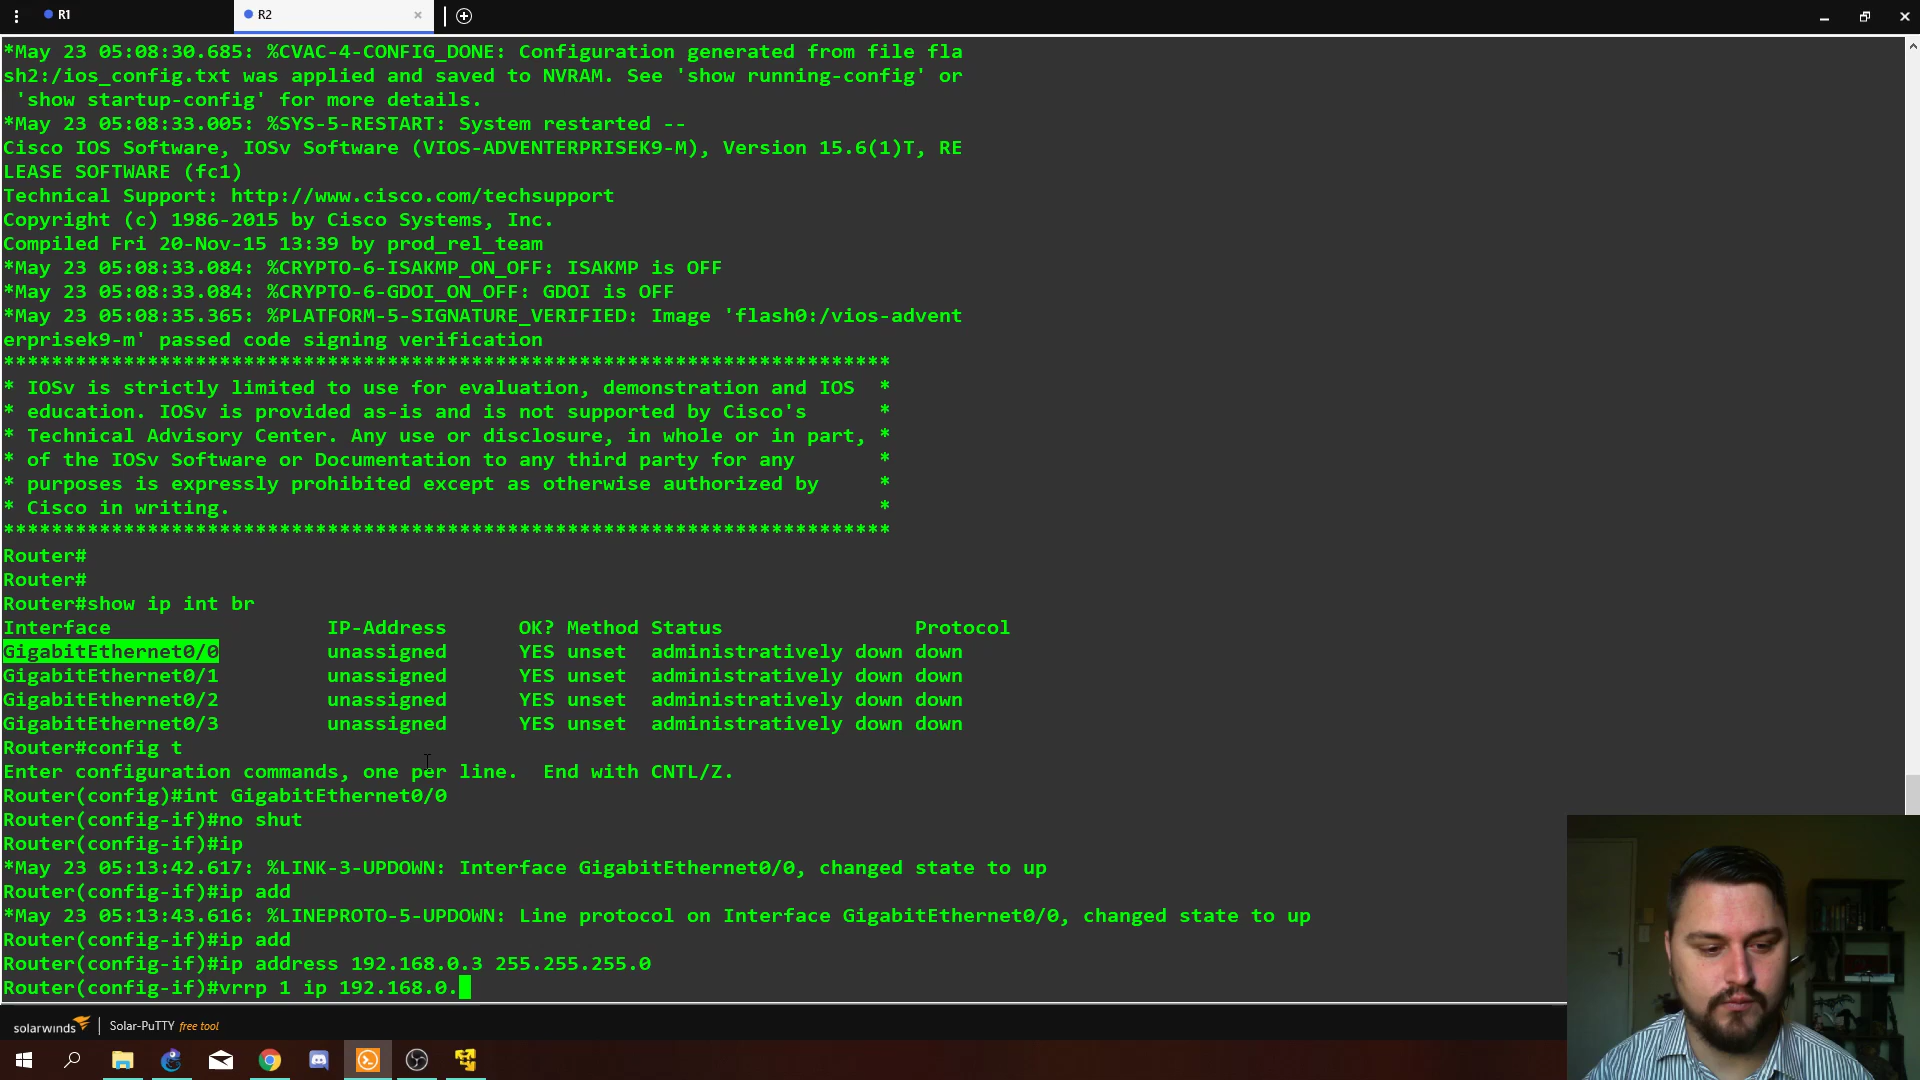 R1
R2
*May 23 05:08:30.685: %CVAC-4-CONFIG_DONE: Configuration generated from file fla
sh2:/ios_config.txt was applied and saved to NVRAM. See 'show running-config' or
'show startup-config' for more details.
*May 23 05:08:33.005: %SYS-5-RESTART: System restarted --
Cisco IOS Software, IOSv Software (VIOS-ADVENTERPRISEK9-M), Version 15.6(1)T, RE
LEASE SOFTWARE (fc1)
Technical Support: http://www.cisco.com/techsupport
Copyright (c) 1986-2015 by Cisco Systems, Inc.
Compiled Fri 20-Nov-15 13:39 by prod_rel_team
*May 23 05:08:33.084: %CRYPTO-6-ISAKMP_ON_OFF: ISAKMP is OFF
*May 23 05:08:33.084: %CRYPTO-6-GDOI_ON_OFF: GDOI is OFF
*May 23 05:08:35.365: %PLATFORM-5-SIGNATURE_VERIFIED: Image 'flash0:/vios-advent
erprisek9-m' passed code signing verification
**************************************************************************
* IOSv is strictly limited to use for evaluation, demonstration and IOS  *
* education. IOSv is provided as-is and is not supported by Cisco's      *
* Technical Advisory Center. Any use or disclosure, in whole or in part, *
* of the IOSv Software or Documentation to any third party for any       *
* purposes is expressly prohibited except as otherwise authorized by     *
* Cisco in writing.                                                      *
**************************************************************************
Router#
Router#
Router#show ip int br
Interface                  IP-Address      OK? Method Status                Protocol
GigabitEthernet0/0         unassigned      YES unset  administratively down down
GigabitEthernet0/1         unassigned      YES unset  administratively down down
GigabitEthernet0/2         unassigned      YES unset  administratively down down
GigabitEthernet0/3         unassigned      YES unset  administratively down down
Router#config t
Enter configuration commands, one per line.  End with CNTL/Z.
Router(config)#int GigabitEthernet0/0
Router(config-if)#no shut
Router(config-if)#ip
*May 23 05:13:42.617: %LINK-3-UPDOWN: Interface GigabitEthernet0/0, changed state to up
Router(config-if)#ip add
*May 23 05:13:43.616: %LINEPROTO-5-UPDOWN: Line protocol on Interface GigabitEthernet0/0, changed state to up
Router(config-if)#ip add
Router(config-if)#ip address 192.168.0.3 255.255.255.0
Router(config-if)#vrrp 1 ip 192.168.0.
solarwinds | Solar-PuTTY free tool